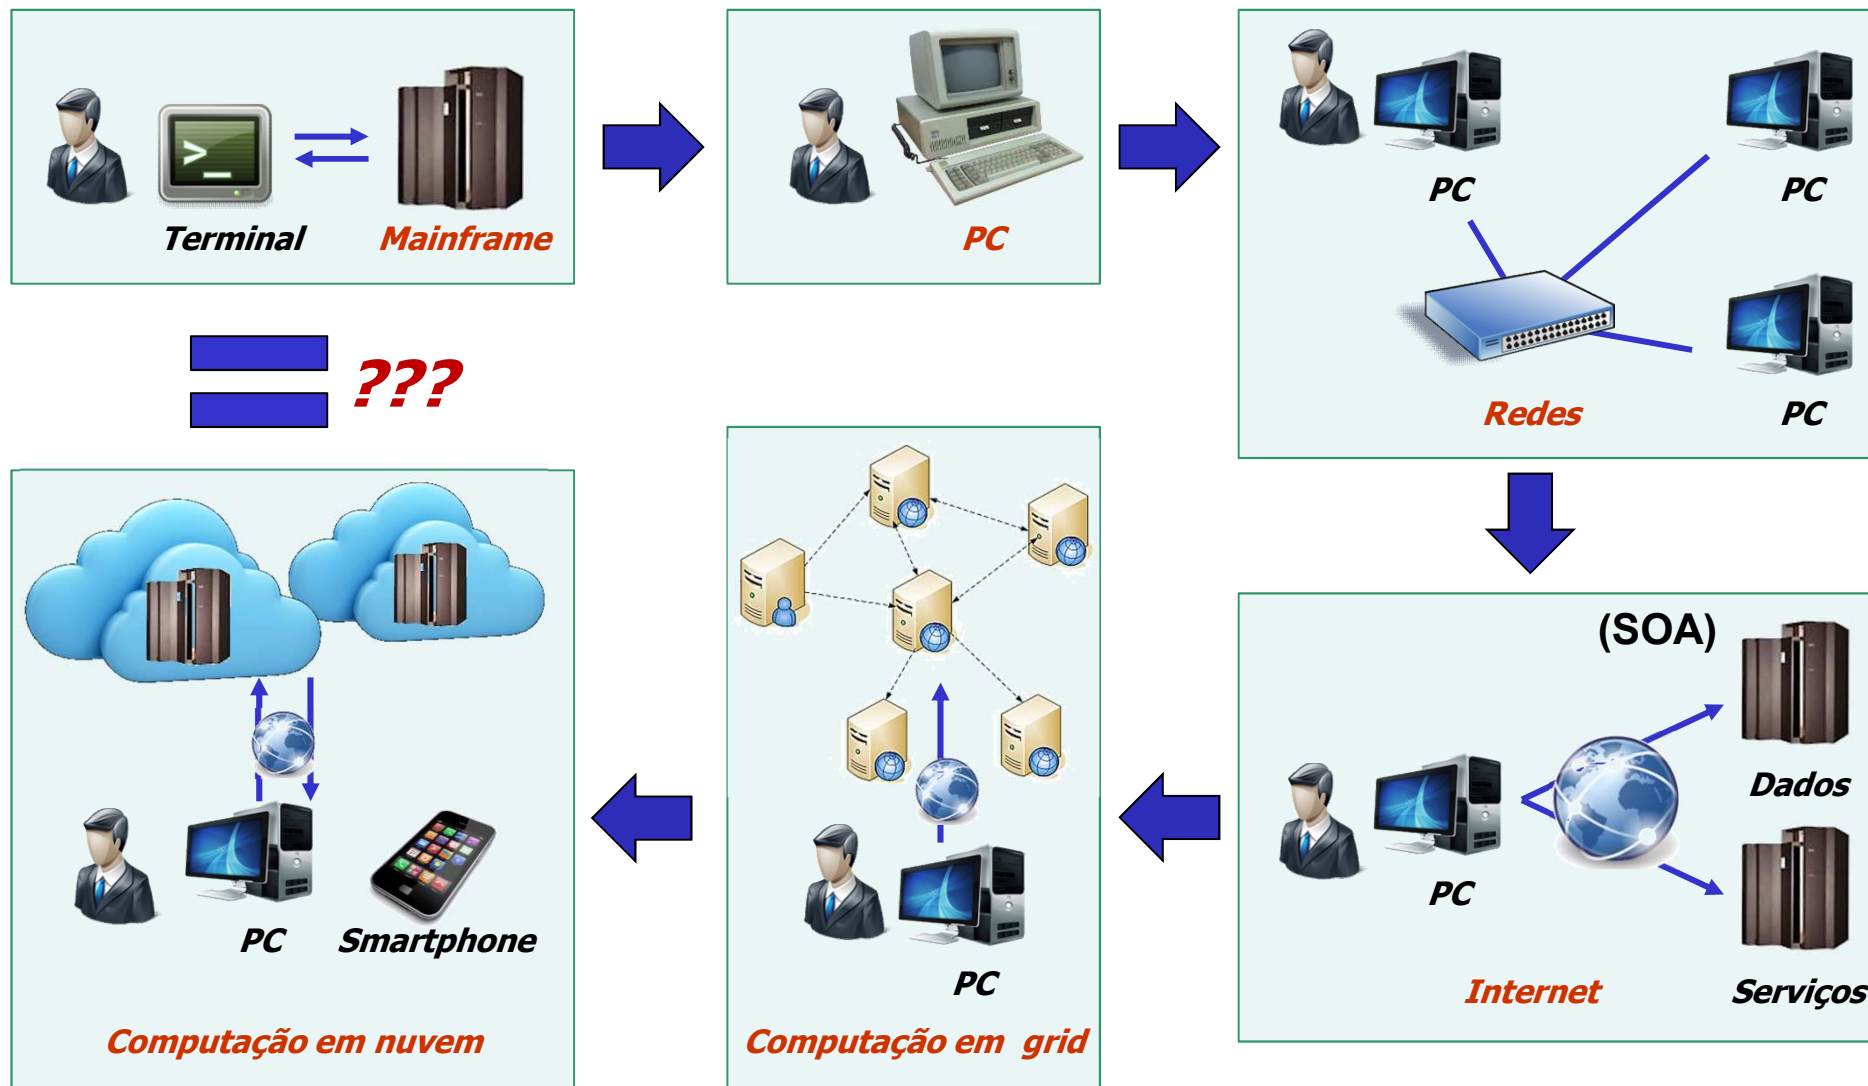 Terminal
Mainframe
PC
PC
PC
PC
Redes
???
(SOA)
Dados
PC
Internet
Serviços
PC
Computação em grid
PC
Smartphone
Computação em nuvem